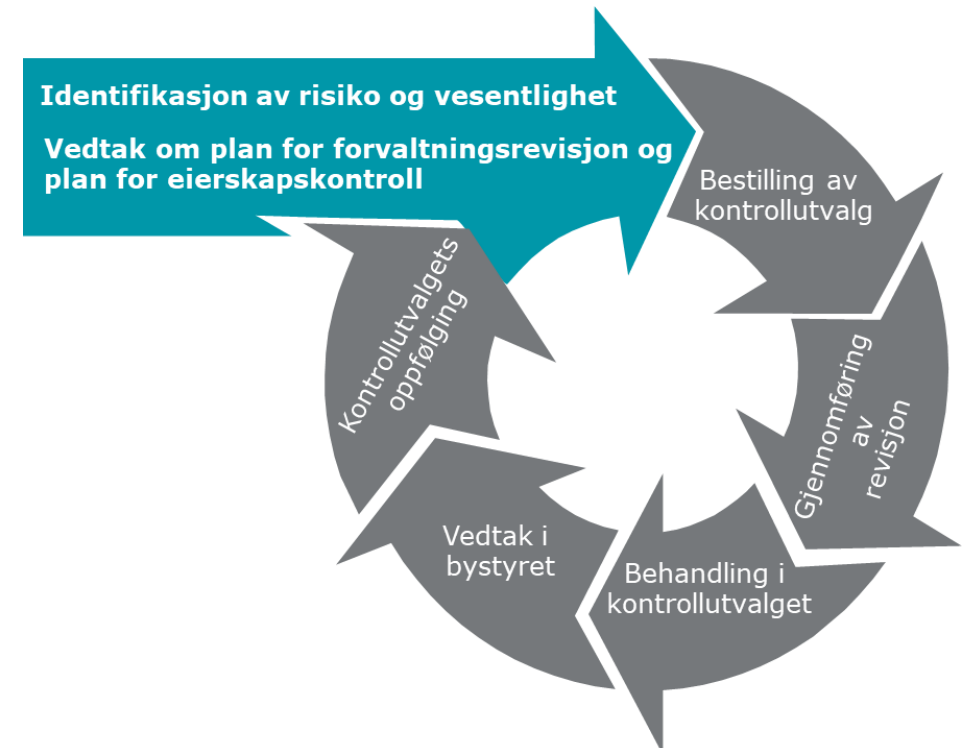 Identifikasjon av risiko og vesentlighet
Vedtak om plan for forvaltningsrevisjon og
plan for eierskapskontroll
Bestilling av
kontrollutvalg
Gjennomføring
av
revisjon
Behandling i
kontrollutvalget
Vedtak i
bystyret
Kontrollutvalgets
oppfølging